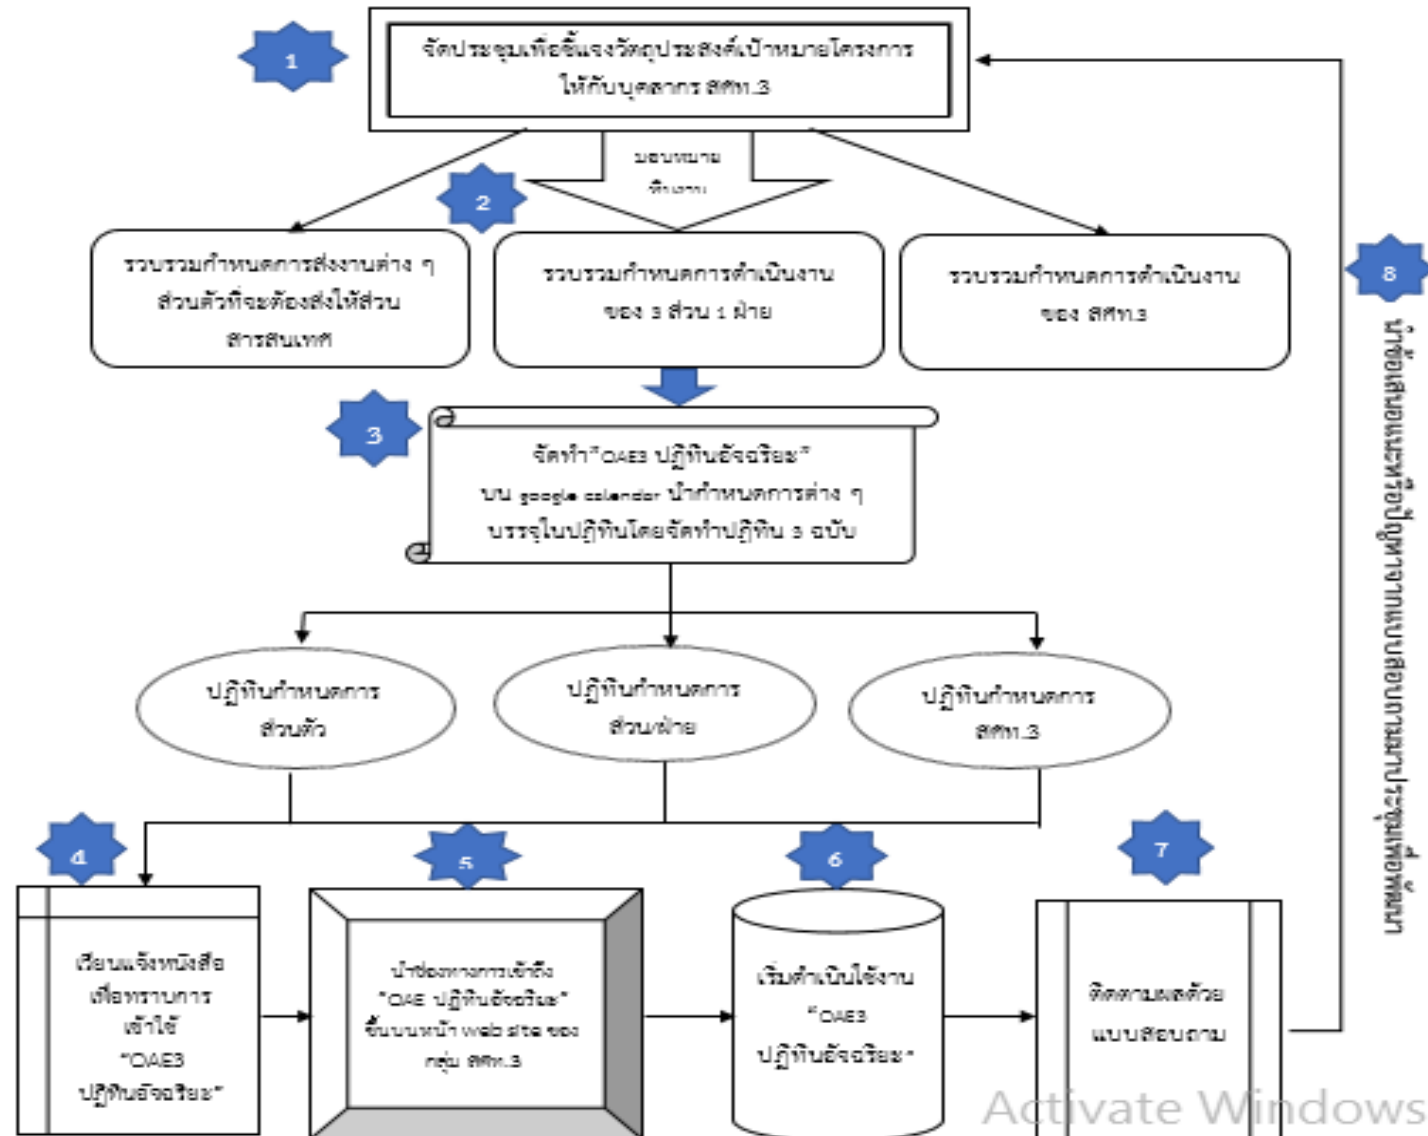 1
จัดประชุมเพื่อชี้แจงวัตถุประสงค์เป้าหมายโครงการ
ให้กับบุคลากร สศท.3
มอบหมาย
ทีมงาน
2
รวบรวมกำหนดการส่งงานต่าง ๆ
ส่วนตัวที่จะต้องส่งให้ส่วน
สารสนเทศ
รวบรวมกำหนดการดำเนินงาน
ของ 3 ส่วน 1 ฝ่าย
รวบรวมกำหนดการดำเนินงาน
ของ สศท.3
3
จัดทำ"OAE3 ปฏิทินอัจฉริยะ"
บน google calendar นำกำหนดการต่าง ๆ
บรรจุในปฏิทินโดยจัดทำปฏิทิน 3 ฉบับ
ปฏิทินกำหนดการ
ส่วนตัว
ปฏิทินกำหนดการ
ส่วน/ฝ่าย
ปฏิทินกำหนดการ
สศท.3
4
เวียนแจ้งหนังสือ
เพื่อทราบการ
เข้าใช้
"OAE3
ปฏิทินอัจฉริยะ"
5
นำช่องทางการเข้าถึง
"OAE ปฏิทินอัจฉริยะ"
ขึ้นบนหน้า web site ของ
กลุ่ม สศท.3
6
เริ่มดำเนินใช้งาน
"OAE3
ปฏิทินอัจฉริยะ"
7
ติดตามผลด้วย
แบบสอบถาม
8
นำข้อเสนอแนะหรือปัญหาจากแบบสอบถามมาประชุมเพื่อพัฒนา
Activate Windows